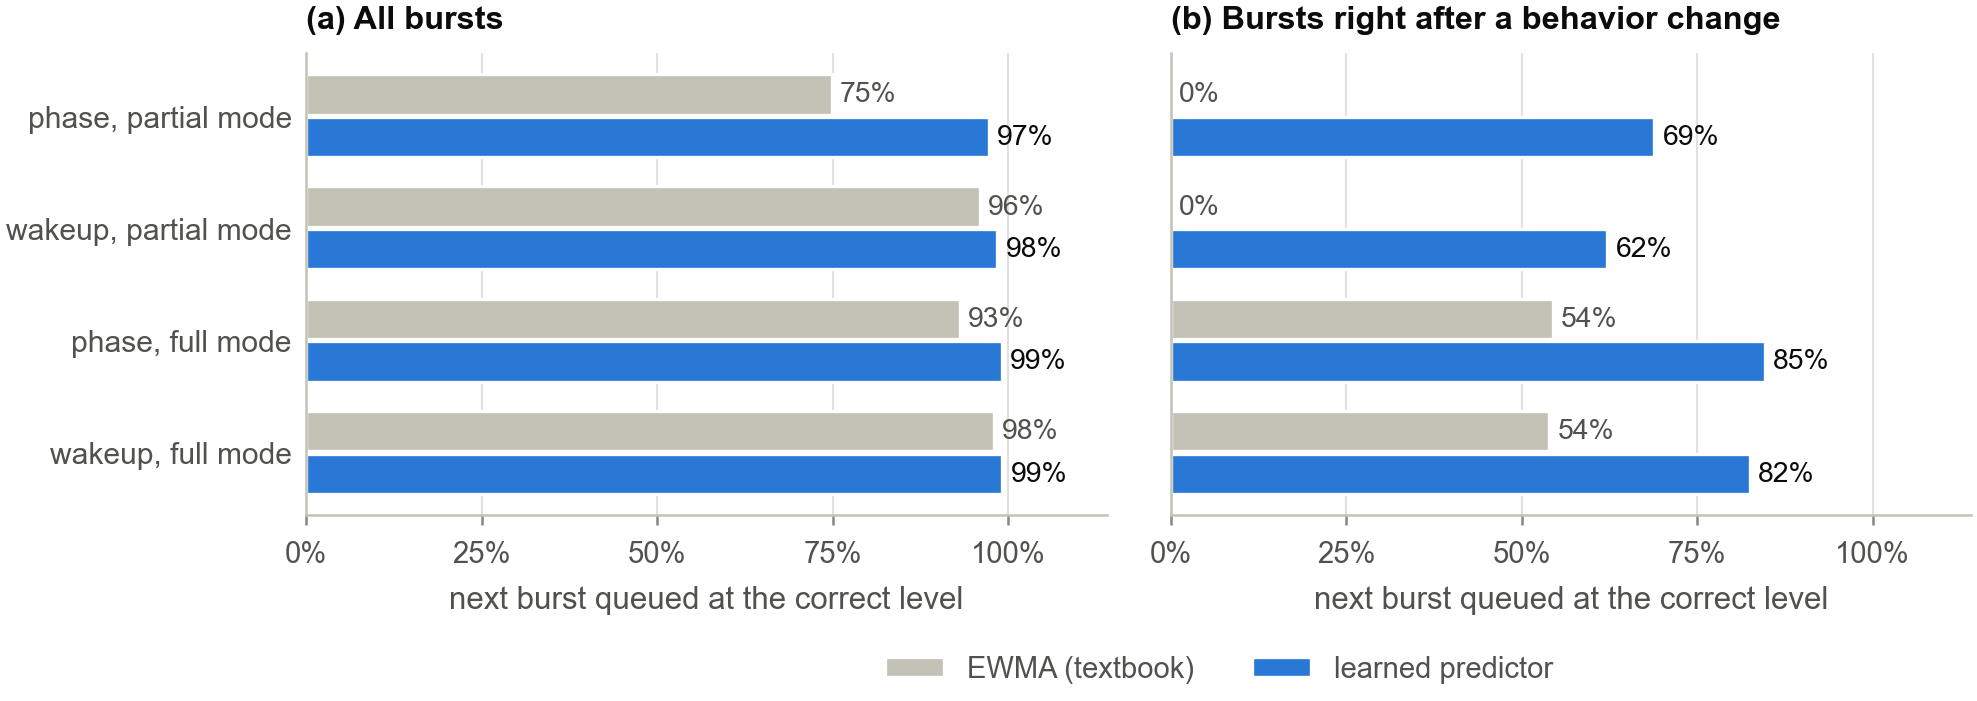 (a) All bursts
phase, partial mode
75%
97%
wakeup, partial mode
96%
98%
phase, full mode
93%
99%
wakeup, full mode
98%
99%
0% 25% 50% 75% 100%
next burst queued at the correct level
(b) Bursts right after a behavior change
0%
69%
0%
62%
54%
85%
54%
82%
0% 25% 50% 75% 100%
next burst queued at the correct level
EWMA (textbook) learned predictor